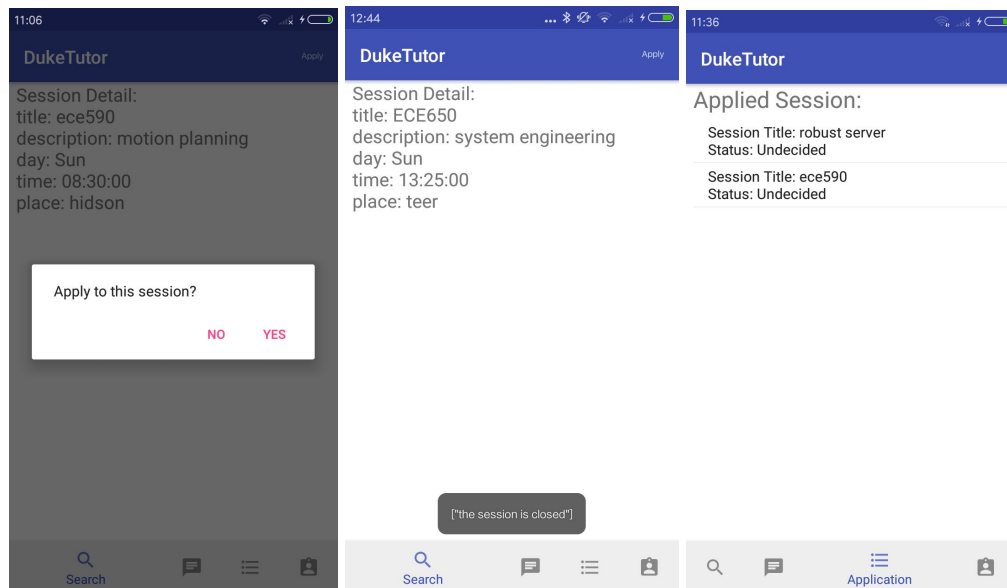 11:06
DukeTutor
Apply
Session Detail:
title: ece590
description: motion planning
day: Sun
time: 08:30:00
place: hidson
Apply to this session?
NO YES
Search
12:44
DukeTutor
Apply
Session Detail:
title: ECE650
description: system engineering
day: Sun
time: 13:25:00
place: teer
["the session is closed"]
Search
11:36
DukeTutor
Applied Session:
Session Title: robust server
Status: Undecided
Session Title: ece590
Status: Undecided
Application